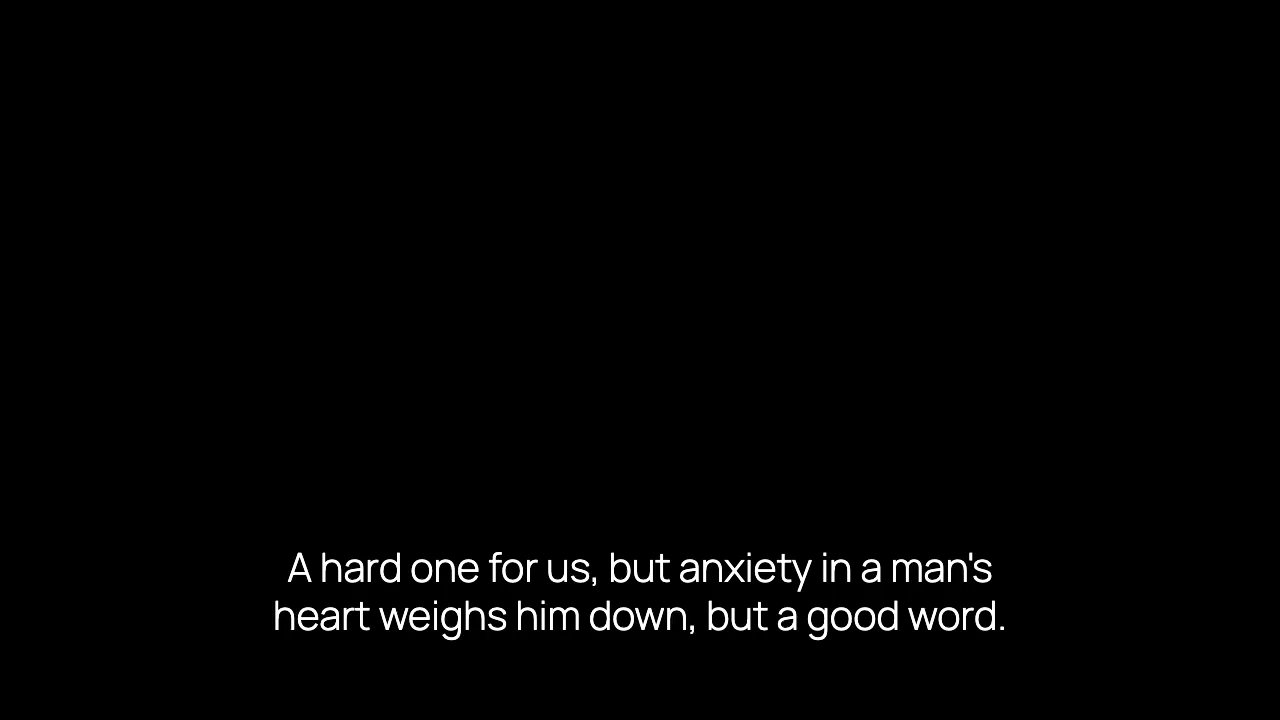 A hard one for us, but anxiety in a man's
heart weighs him down, but a good word.